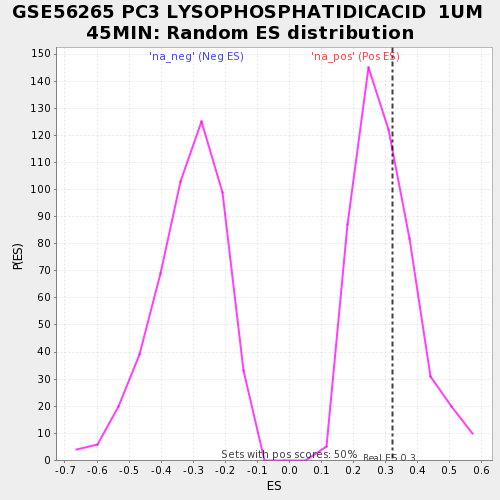 GSE56265 PC3 LYSOPHOSPHATIDICACID 1UM
45MIN: Random ES distribution
'na_neg' (Neg ES)
'na_pos' (Pos ES)
150
140
130
120
110
100
90
80
70
60
50
40
30
20
10
0
P(ES)
Sets with pos scores: 50%
Real ES 0.3
-0.7 -0.6 -0.5 -0.4 -0.3 -0.2 -0.1 0.0 0.1 0.2 0.3 0.4 0.5 0.6
ES